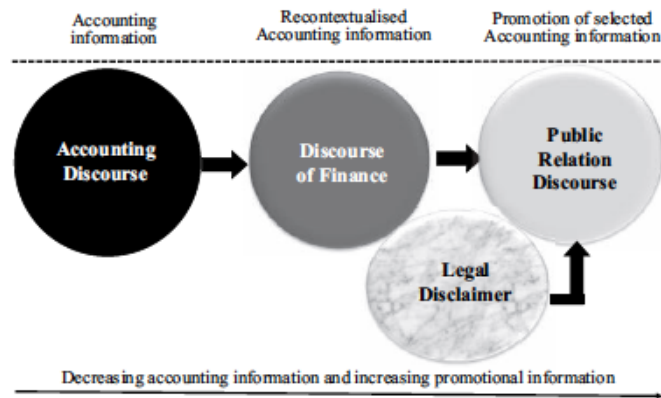 Accounting
information
Recontextualised
Accounting information
Promotion of selected
Accounting information
Accounting
Discourse
Discourse
of Finance
Public
Relation
Discourse
Legal
Disclaimer
Decreasing accounting information and increasing promotional information